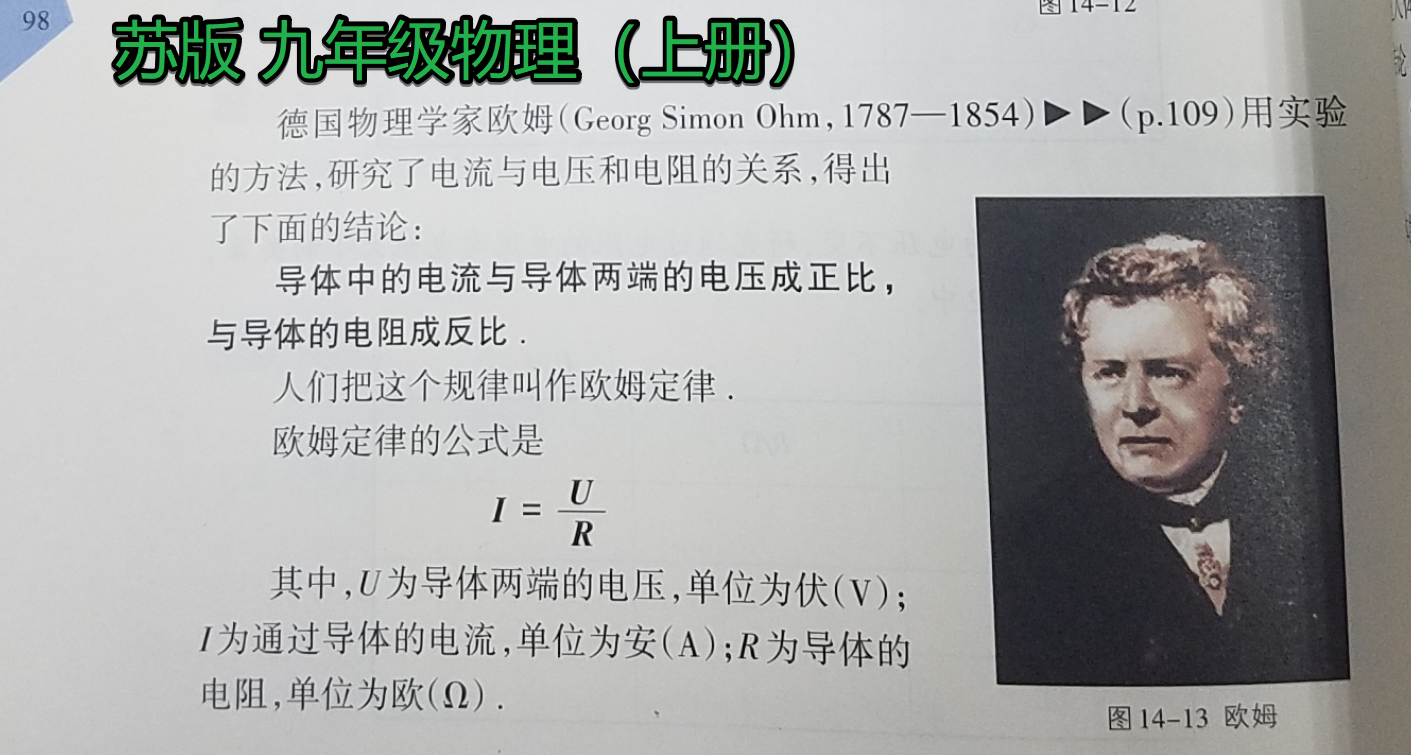 98
图 14-12
苏版 九年级物理（上册）
德国物理学家欧姆(Georg Simon Ohm, 1787—1854)▶▶(p.109)用实验
的方法,研究了电流与电压和电阻的关系,得出
了下面的结论:
导体中的电流与导体两端的电压成正比,
与导体的电阻成反比.
人们把这个规律叫作欧姆定律.
欧姆定律的公式是
I = U/R
其中,U为导体两端的电压,单位为伏(V);
I为通过导体的电流,单位为安(A);R为导体的
电阻,单位为欧(Ω).
图 14-13 欧姆